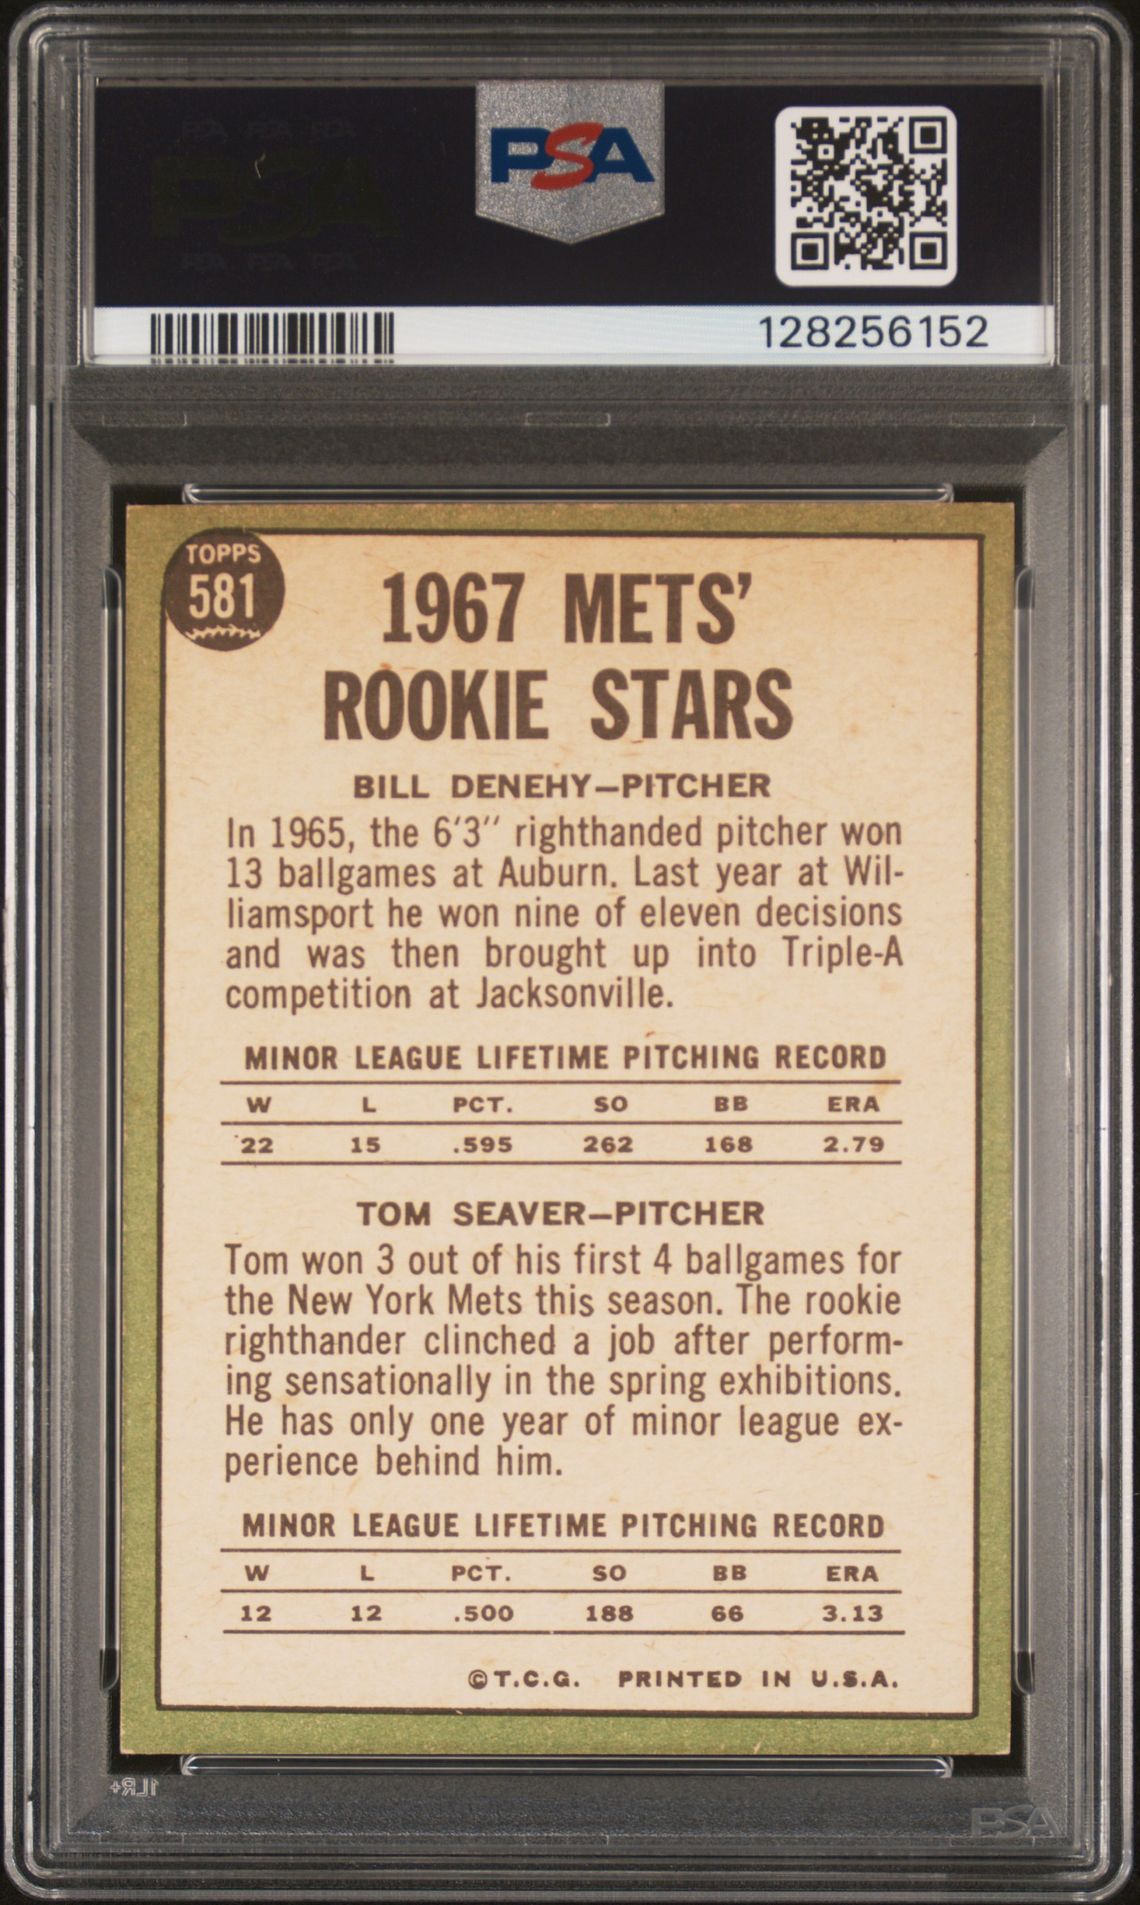 PSA
128256152
TOPPS
581
1967 METS'
ROOKIE STARS
BILL DENEHY—PITCHER
In 1965, the 6'3″ righthanded pitcher won
13 ballgames at Auburn. Last year at Wil-
liamsport he won nine of eleven decisions
and was then brought up into Triple-A
competition at Jacksonville.
MINOR LEAGUE LIFETIME PITCHING RECORD
W L PCT. SO BB ERA
22 15 .595 262 168 2.79
TOM SEAVER—PITCHER
Tom won 3 out of his first 4 ballgames for
the New York Mets this season. The rookie
righthander clinched a job after perform-
ing sensationally in the spring exhibitions.
He has only one year of minor league ex-
perience behind him.
MINOR LEAGUE LIFETIME PITCHING RECORD
W L PCT. SO BB ERA
12 12 .500 188 66 3.13
©T.C.G. PRINTED IN U.S.A.
1LR+
PSA